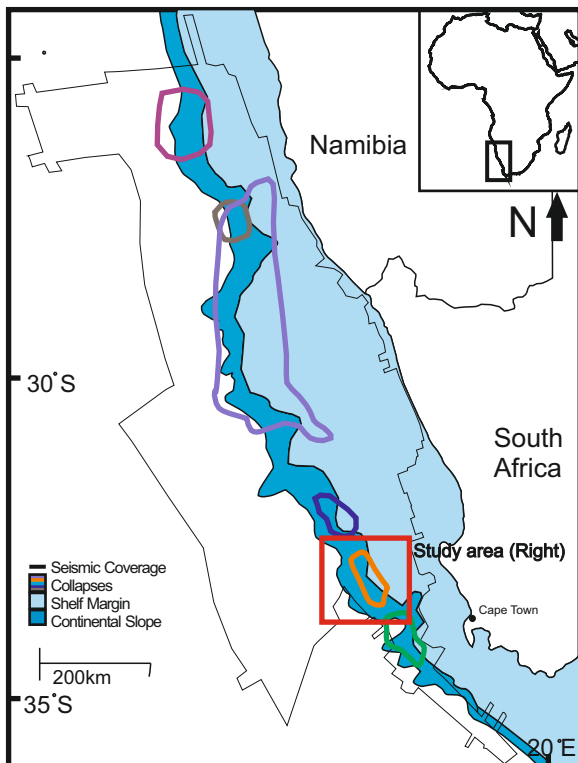 Namibia
N
30°S
South
Africa
Study area (Right)
Seismic Coverage
Collapses
Shelf Margin
Continental Slope
Cape Town
200km
35°S
20°E